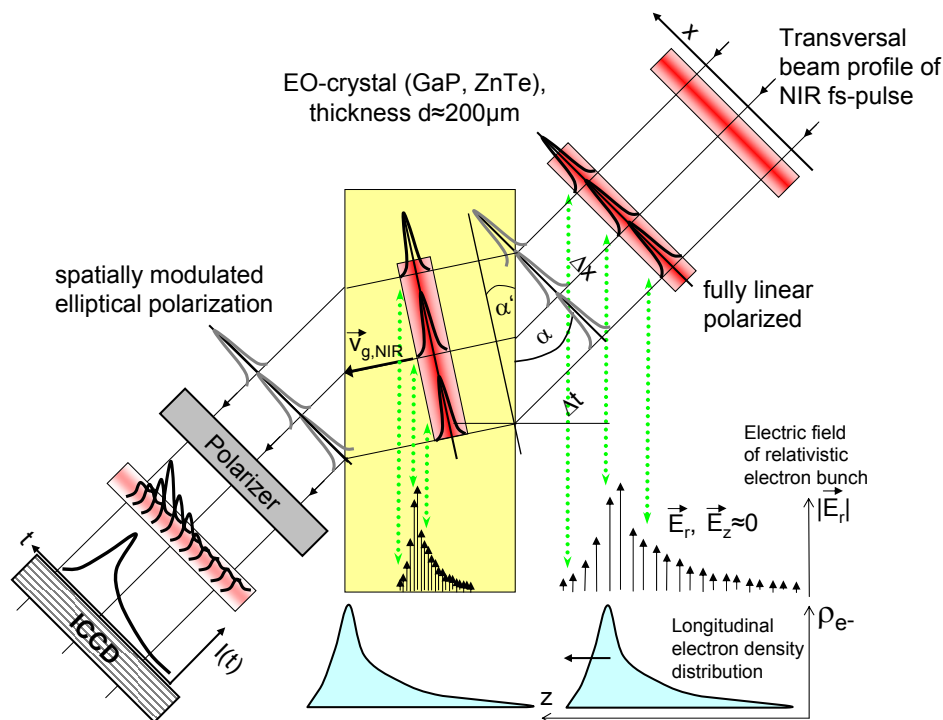 x
Transversal
beam profile of
NIR fs-pulse
EO-crystal (GaP, ZnTe),
thickness d≈200µm
spatially modulated
elliptical polarization
Δx
fully linear
polarized
α'
α
v⃗g,NIR
Δt
Polarizer
Electric field
of relativistic
electron bunch
|E⃗r|
E⃗r, E⃗z≈0
t
ICCD
I(t)
ρe-
Longitudinal
electron density
distribution
z